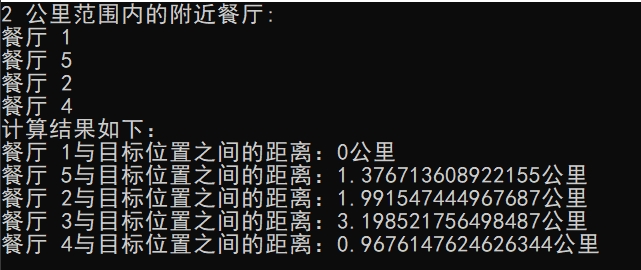 2 公里范围内的附近餐厅:
餐厅 1
餐厅 5
餐厅 2
餐厅 4
计算结果如下:
餐厅 1与目标位置之间的距离：0公里
餐厅 5与目标位置之间的距离：1.376713608922155公里
餐厅 2与目标位置之间的距离：1.991547444967687公里
餐厅 3与目标位置之间的距离：3.198521756498487公里
餐厅 4与目标位置之间的距离：0.9676147624626344公里